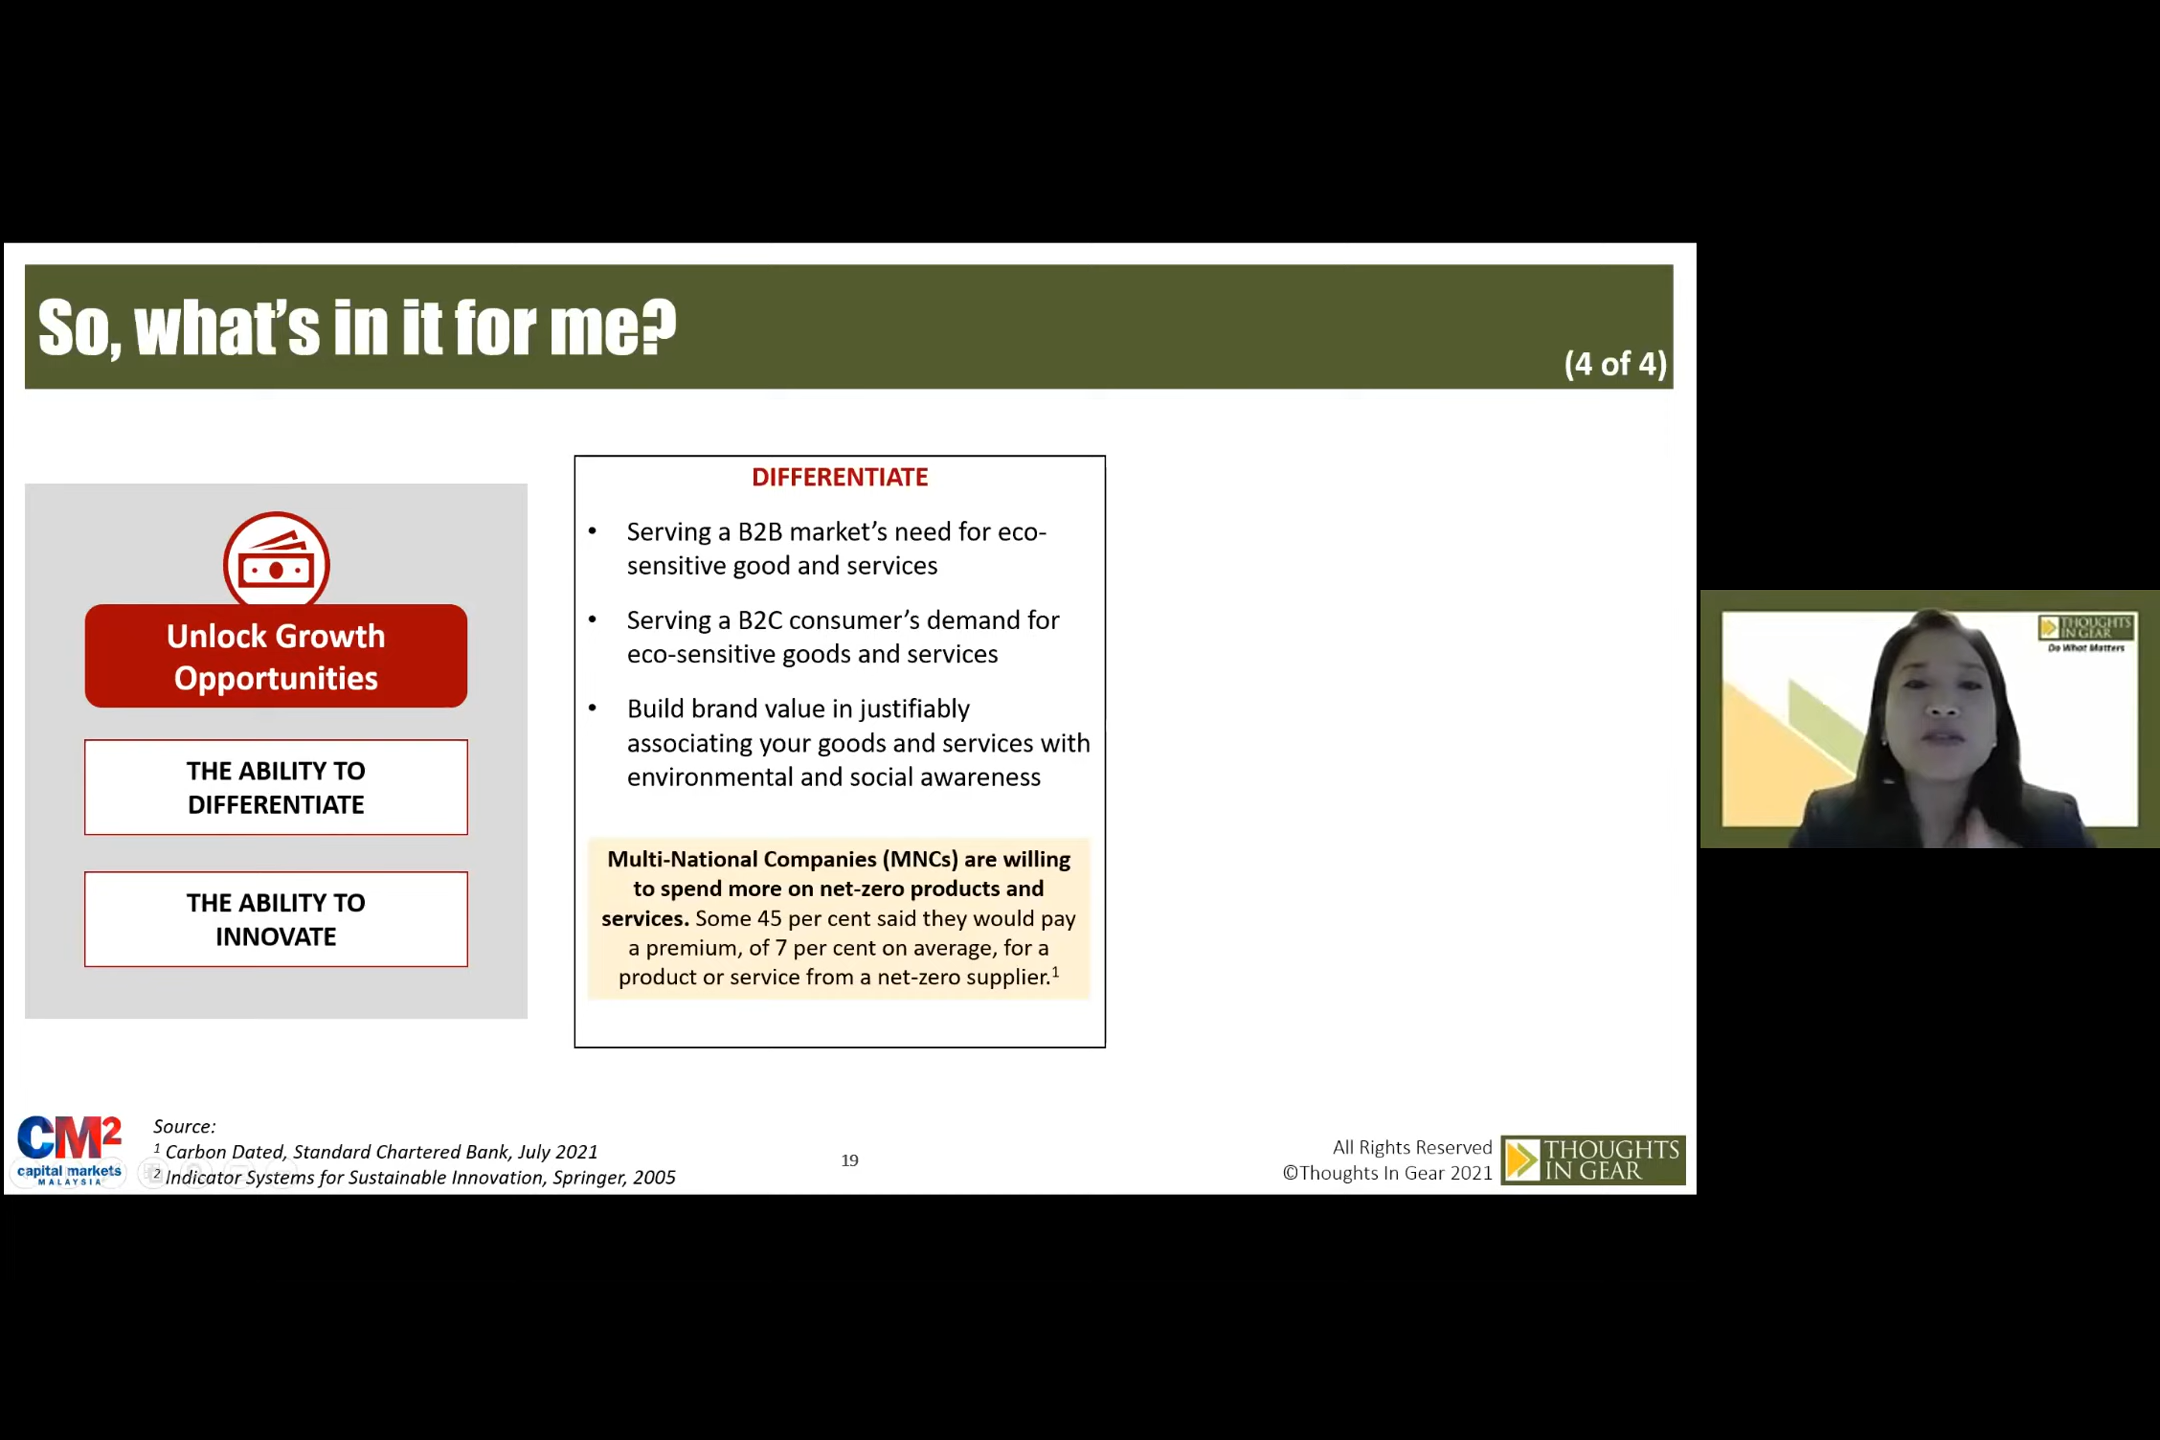 So, what's in it for me?
(4 of 4)
Unlock Growth
Opportunities
THE ABILITY TO
DIFFERENTIATE
THE ABILITY TO
INNOVATE
DIFFERENTIATE
• Serving a B2B market's need for eco-
sensitive good and services
• Serving a B2C consumer's demand for
eco-sensitive goods and services
• Build brand value in justifiably
associating your goods and services with
environmental and social awareness
Multi-National Companies (MNCs) are willing
to spend more on net-zero products and
services. Some 45 per cent said they would pay
a premium, of 7 per cent on average, for a
product or service from a net-zero supplier.¹
THOUGHTS
IN GEAR
Do What Matters
CM2
capital markets
MALAYSIA
Source:
¹ Carbon Dated, Standard Chartered Bank, July 2021
² Indicator Systems for Sustainable Innovation, Springer, 2005
19
All Rights Reserved
©Thoughts In Gear 2021
THOUGHTS
IN GEAR